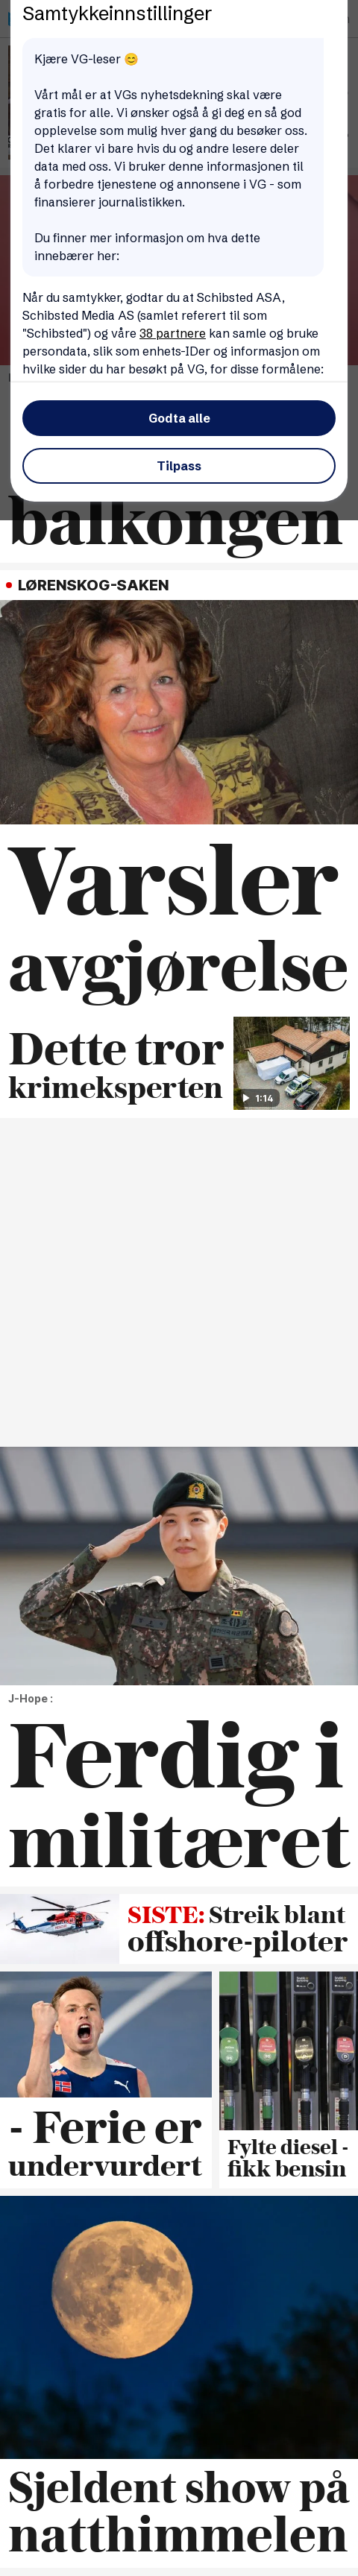 Samtykkeinnstillinger
Kjære VG-leser 😊
Vårt mål er at VGs nyhetsdekning skal være
gratis for alle. Vi ønsker også å gi deg en så god
opplevelse som mulig hver gang du besøker oss.
Det klarer vi bare hvis du og andre lesere deler
data med oss. Vi bruker denne informasjonen til
å forbedre tjenestene og annonsene i VG - som
finansierer journalistikken.
Du finner mer informasjon om hva dette
innebærer her:
Når du samtykker, godtar du at Schibsted ASA,
Schibsted Media AS (samlet referert til som
"Schibsted") og våre 38 partnere kan samle og bruke
persondata, slik som enhets-IDer og informasjon om
hvilke sider du har besøkt på VG, for disse formålene:
Godta alle
Tilpass
balkongen
LØRENSKOG-SAKEN
Varsler
avgjørelse
Dette tror
krimeksperten
1:14
J-Hope :
Ferdig i
militæret
SISTE: Streik blant
offshore-piloter
- Ferie er
undervurdert
Fylte diesel -
fikk bensin
Sjeldent show på
natthimmelen